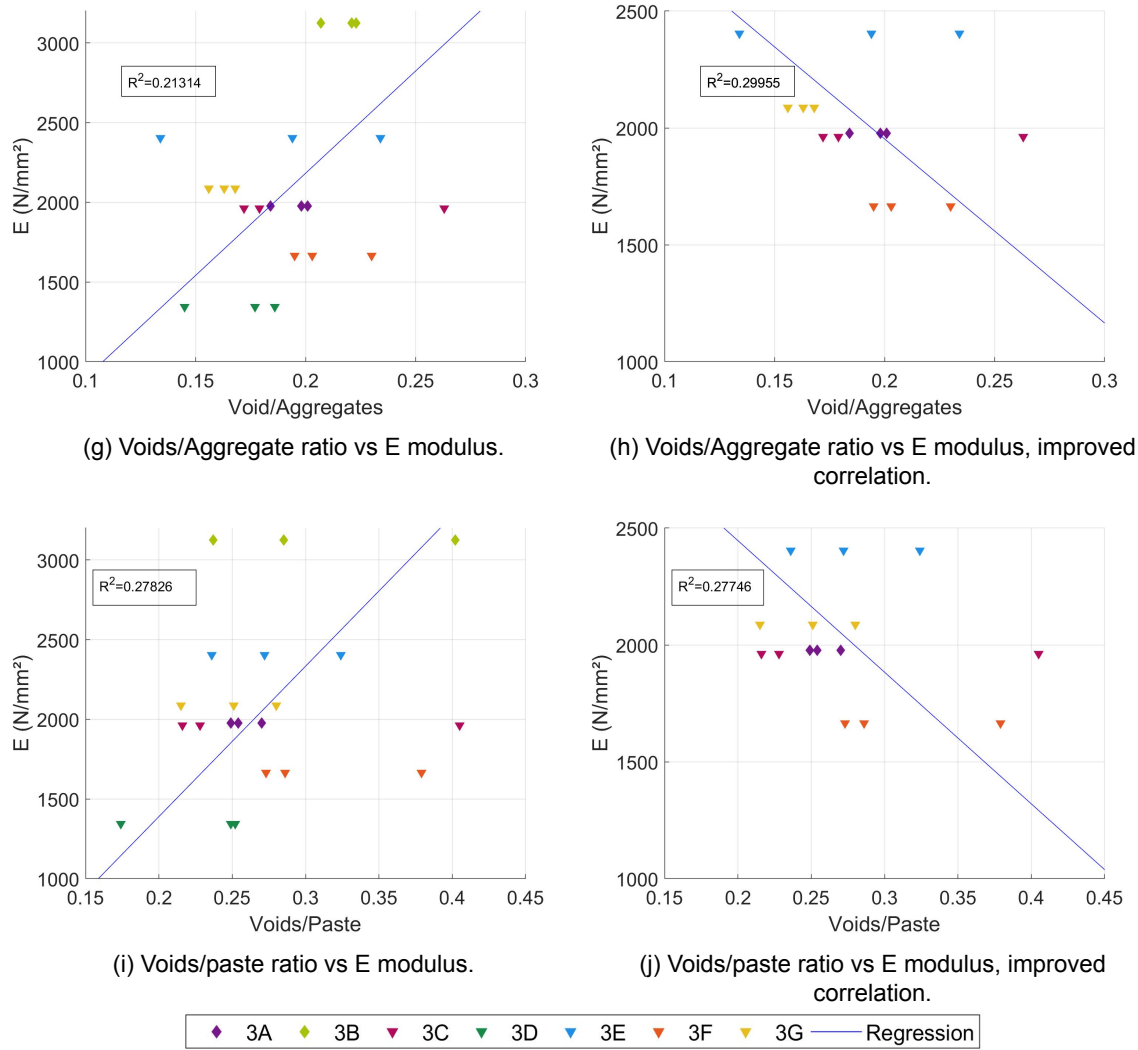 3000
2500
2000
1500
1000
E (N/mm²)
R²=0.21314
0.1 0.15 0.2 0.25 0.3
Void/Aggregates
(g) Voids/Aggregate ratio vs E modulus.
2500
2000
1500
1000
E (N/mm²)
R²=0.29955
0.1 0.15 0.2 0.25 0.3
Void/Aggregates
(h) Voids/Aggregate ratio vs E modulus, improved
correlation.
3000
2500
2000
1500
1000
E (N/mm²)
R²=0.27826
0.15 0.2 0.25 0.3 0.35 0.4 0.45
Voids/Paste
(i) Voids/paste ratio vs E modulus.
2500
2000
1500
1000
E (N/mm²)
R²=0.27746
0.15 0.2 0.25 0.3 0.35 0.4 0.45
Voids/Paste
(j) Voids/paste ratio vs E modulus, improved
correlation.
3A 3B 3C 3D 3E 3F 3G Regression